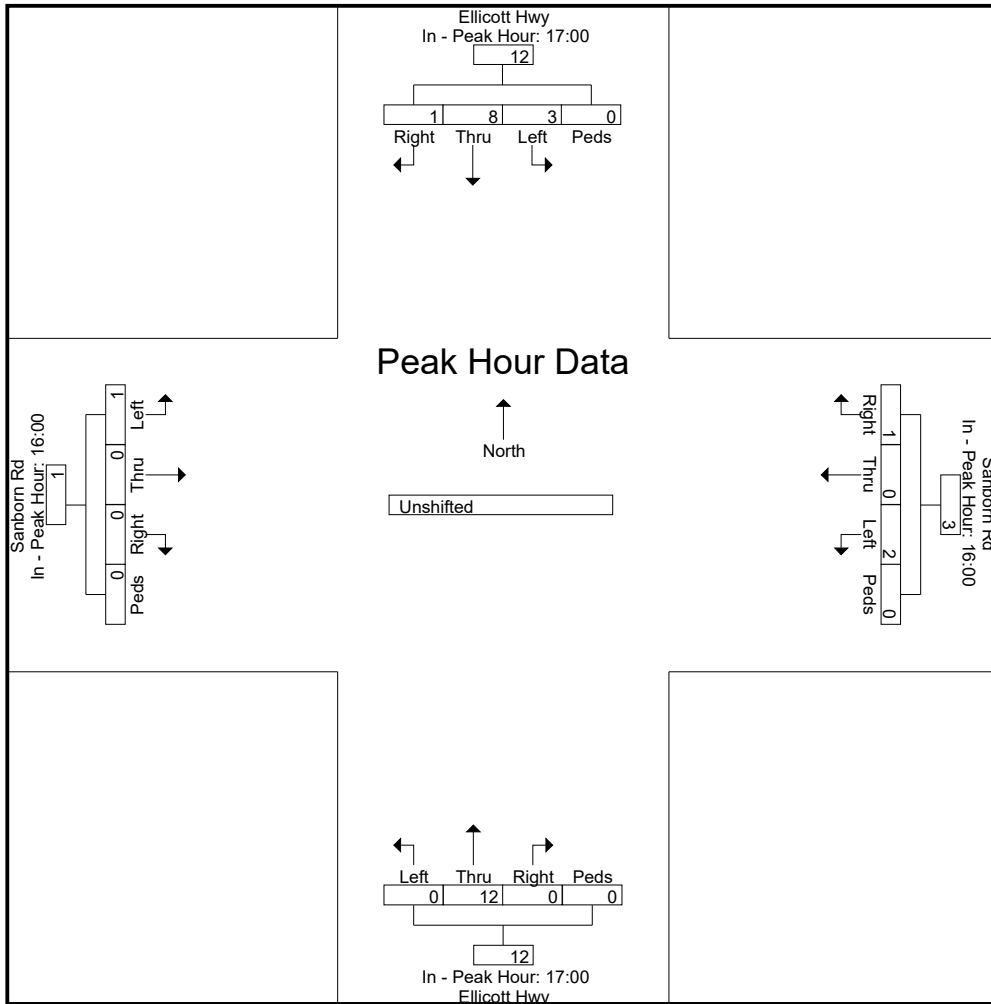 Ellicott Hwy
In - Peak Hour: 17:00
12
1 8 3 0
Right Thru Left Peds
Peak Hour Data
North
Unshifted
Sanborn Rd
In - Peak Hour: 16:00
1
1 0 0 0
Left Thru Right Peds
Sanborn Rd
In - Peak Hour: 16:00
3
1 0 2 0
Right Thru Left Peds
Left Thru Right Peds
0 12 0 0
12
In - Peak Hour: 17:00
Ellicott Hwy